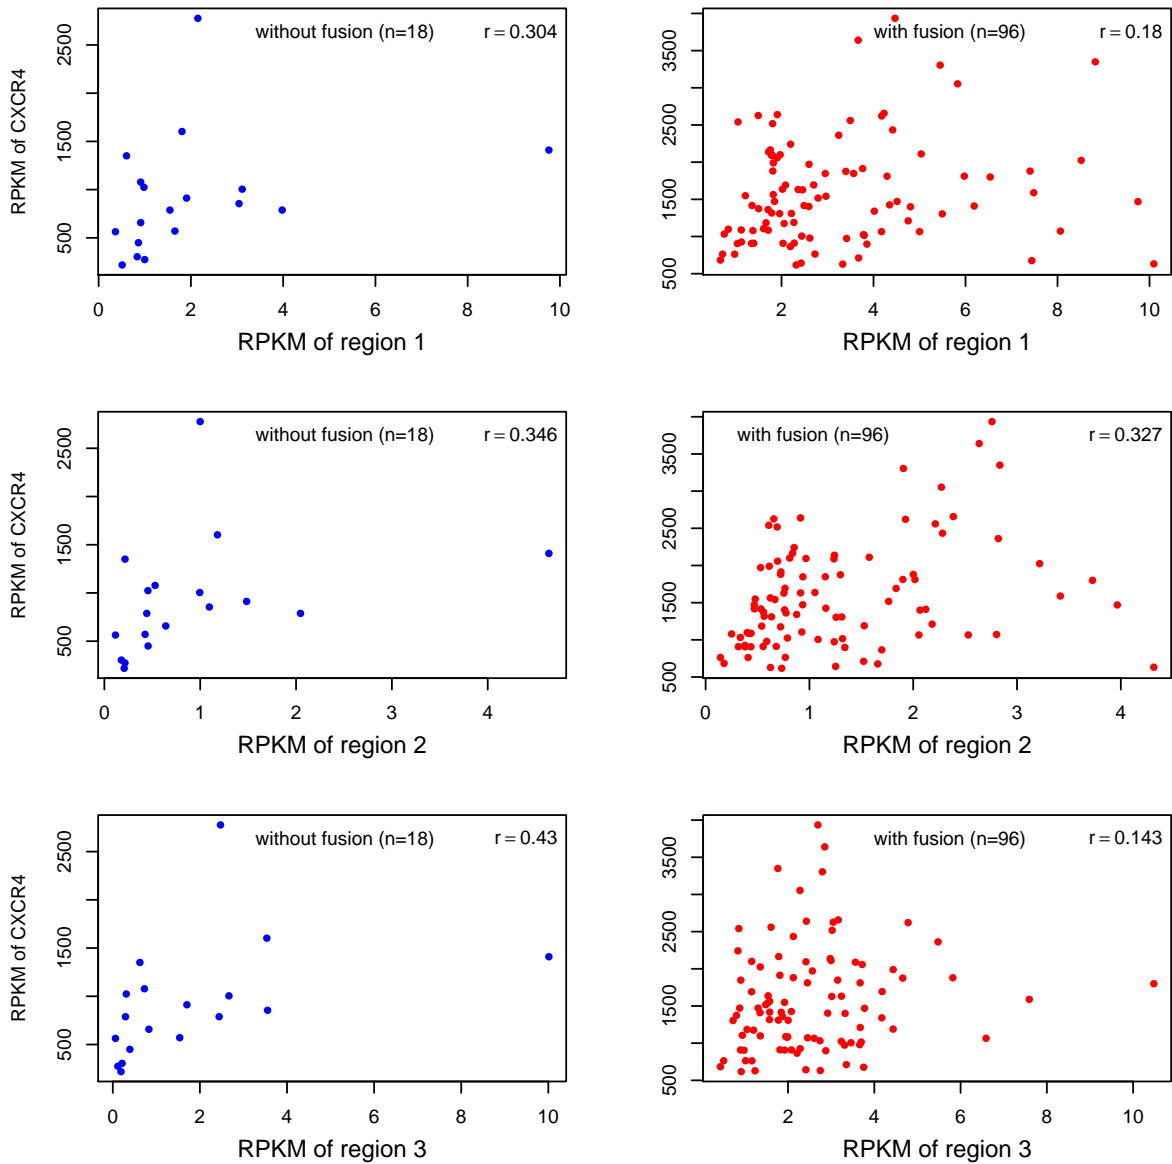 without fusion (n=18) r = 0.304
RPKM of CXCR4
500 1500 2500
0 2 4 6 8 10
RPKM of region 1
with fusion (n=96) r = 0.18
500 1500 2500 3500
2 4 6 8 10
RPKM of region 1
without fusion (n=18) r = 0.346
RPKM of CXCR4
500 1500 2500
0 1 2 3 4
RPKM of region 2
with fusion (n=96) r = 0.327
500 1500 2500 3500
0 1 2 3 4
RPKM of region 2
without fusion (n=18) r = 0.43
RPKM of CXCR4
500 1500 2500
0 2 4 6 8 10
RPKM of region 3
with fusion (n=96) r = 0.143
500 1500 2500 3500
2 4 6 8 10
RPKM of region 3